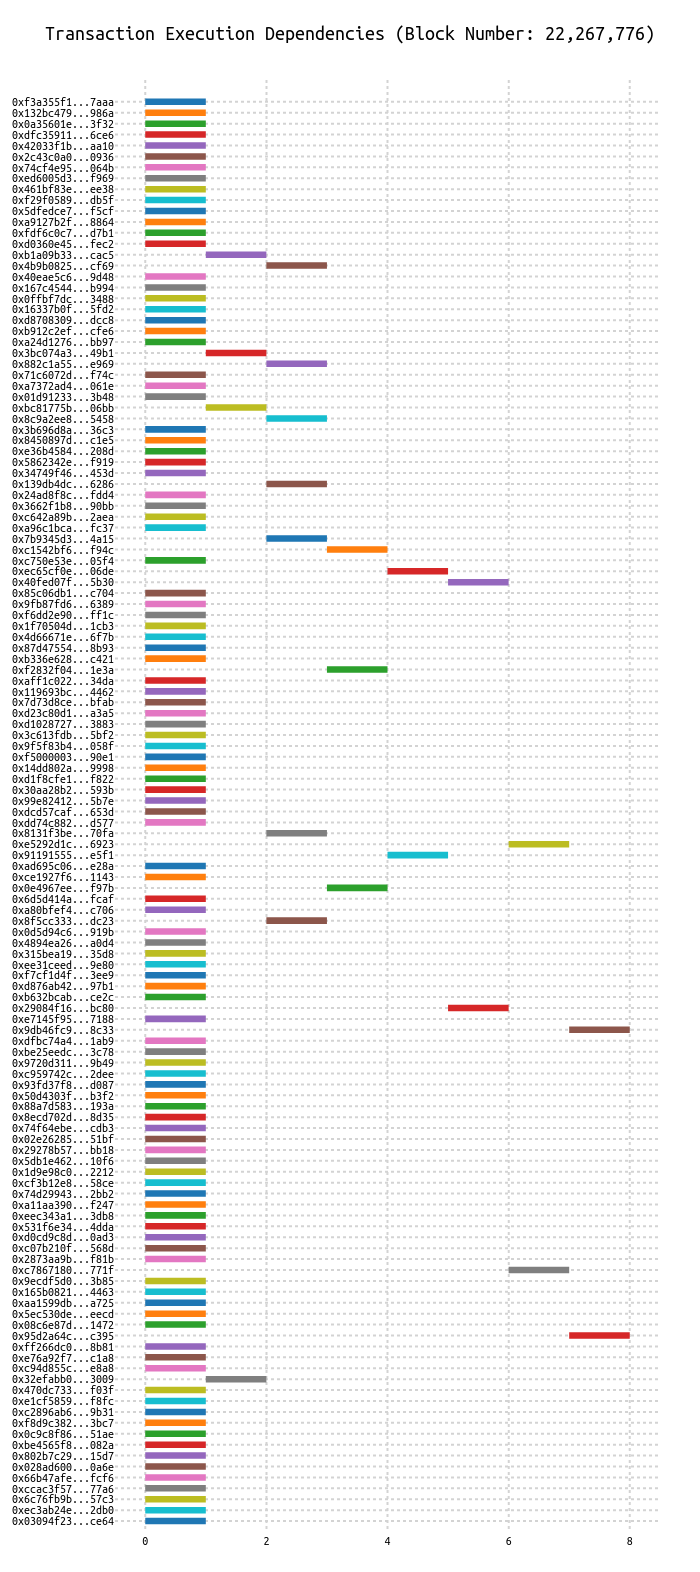 Transaction Execution Dependencies (Block Number: 22,267,776)
0xf3a355f1...7aaa
0x132bc479...986a
0x0a35601e...3f32
0xdfc35911...6ce6
0x42033f1b...aa10
0x2c43c0a0...0936
0x74cf4e95...064b
0xed6005d3...f969
0x461bf83e...ee38
0xf29f0589...db5f
0x5dfedce7...f5cf
0xa9127b2f...8864
0xfdf6c0c7...d7b1
0xd0360e45...fec2
0xb1a09b33...cac5
0x4b9b0825...cf69
0x40eae5c6...9d48
0x167c4544...b994
0x0ffbf7dc...3488
0x16337b0f...5fd2
0xd8708309...dcc8
0xb912c2ef...cfe6
0xa24d1276...bb97
0x3bc074a3...49b1
0x882c1a55...e969
0x71c6072d...f74c
0xa7372ad4...061e
0x01d91233...3b48
0xbc81775b...06bb
0x8c9a2ee8...5458
0x3b696d8a...36c3
0x8450897d...c1e5
0xe36b4584...208d
0x5862342e...f919
0x34749f46...453d
0x139db4dc...6286
0x24ad8f8c...fdd4
0x3662f1b8...90bb
0xc642a89b...2aea
0xa96c1bca...fc37
0x7b9345d3...4a15
0xc1542bf6...f94c
0xc750e53e...05f4
0xec65cf0e...06de
0x40fed07f...5b30
0x85c06db1...c704
0x9fb87fd6...6389
0xf6dd2e90...ff1c
0x1f70504d...1cb3
0x4d66671e...6f7b
0x87d47554...8b93
0xb336e628...c421
0xf2832f04...1e3a
0xaff1c022...34da
0x119693bc...4462
0x7d73d8ce...bfab
0xd23c80d1...a3a5
0xd1028727...3883
0x3c613fdb...5bf2
0x9f5f83b4...058f
0xf5000003...90e1
0x14dd802a...9998
0xd1f8cfe1...f822
0x30aa28b2...593b
0x99e82412...5b7e
0xdcd57caf...653d
0xdd74c882...d577
0x8131f3be...70fa
0xe5292d1c...6923
0x91191555...e5f1
0xad695c06...e28a
0xce1927f6...1143
0x0e4967ee...f97b
0x6d5d414a...fcaf
0xa80bfef4...c706
0x8f5cc333...dc23
0x0d5d94c6...919b
0x4894ea26...a0d4
0x315bea19...35d8
0xee31ceed...9e80
0xf7cf1d4f...3ee9
0xd876ab42...97b1
0xb632bcab...ce2c
0x29084f16...bc80
0xe7145f95...7188
0x9db46fc9...8c33
0xdfbc74a4...1ab9
0xbe25eedc...3c78
0x9720d311...9b49
0xc959742c...2dee
0x93fd37f8...d087
0x50d4303f...b3f2
0x88a7d583...193a
0x8ecd702d...8d35
0x74f64ebe...cdb3
0x02e26285...51bf
0x29278b57...bb18
0x5db1e462...10f6
0x1d9e98c0...2212
0xcf3b12e8...58ce
0x74d29943...2bb2
0xa11aa390...f247
0xeec343a1...3db8
0x531f6e34...4dda
0xd0cd9c8d...0ad3
0xc07b210f...568d
0x2873aa9b...f81b
0xc7867180...771f
0x9ecdf5d0...3b85
0x165b0821...4463
0xaa1599db...a725
0x5ec530de...eecd
0x08c6e87d...1472
0x95d2a64c...c395
0xff266dc0...8b81
0xe76a92f7...c1a8
0xc94d855c...e8a8
0x32efabb0...3009
0x470dc733...f03f
0xe1cf5859...f8fc
0xc2896ab6...9b31
0xf8d9c382...3bc7
0x0c9c8f86...51ae
0xbe4565f8...082a
0x802b7c29...15d7
0x028ad600...0a6e
0x66b47afe...fcf6
0xccac3f57...77a6
0x6c76fb9b...57c3
0xec3ab24e...2db0
0x03094f23...ce64
0 2 4 6 8